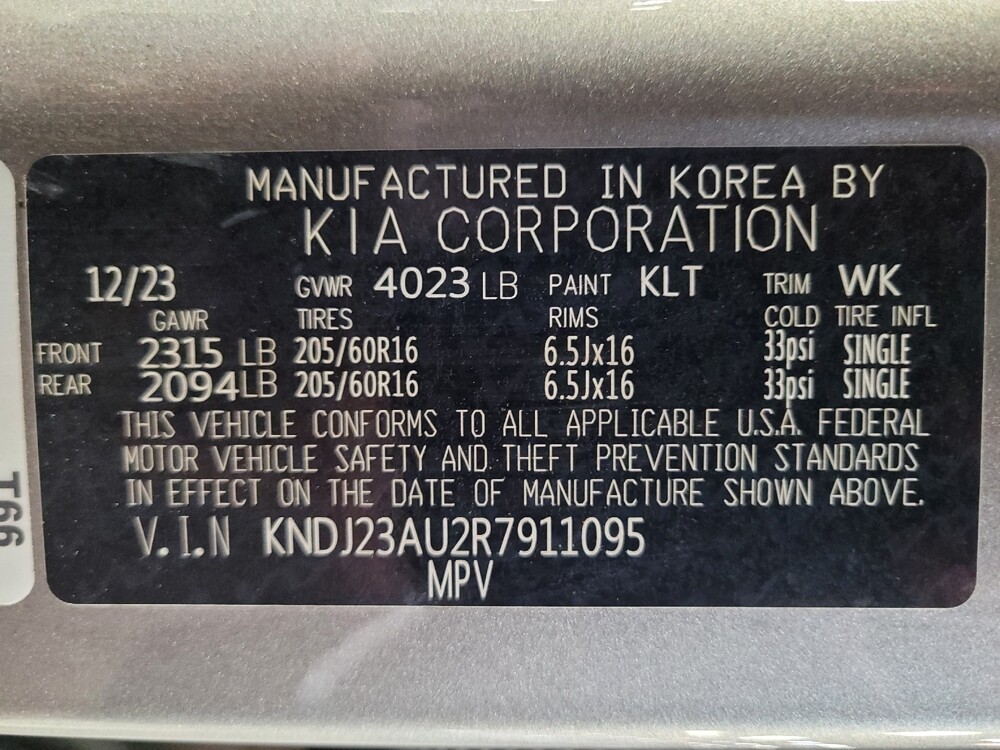 MANUFACTURED IN KOREA BY
KIA CORPORATION
12/23 GVWR 4023 LB PAINT KLT TRIM WK
GAWR TIRES RIMS COLD TIRE INFL
FRONT 2315 LB 205/60R16 6.5Jx16 33psi SINGLE
REAR 2094 LB 205/60R16 6.5Jx16 33psi SINGLE
THIS VEHICLE CONFORMS TO ALL APPLICABLE U.S.A. FEDERAL
MOTOR VEHICLE SAFETY AND THEFT PREVENTION STANDARDS
IN EFFECT ON THE DATE OF MANUFACTURE SHOWN ABOVE.
V.I.N KNDJ23AU2R7911095
MPV
T66